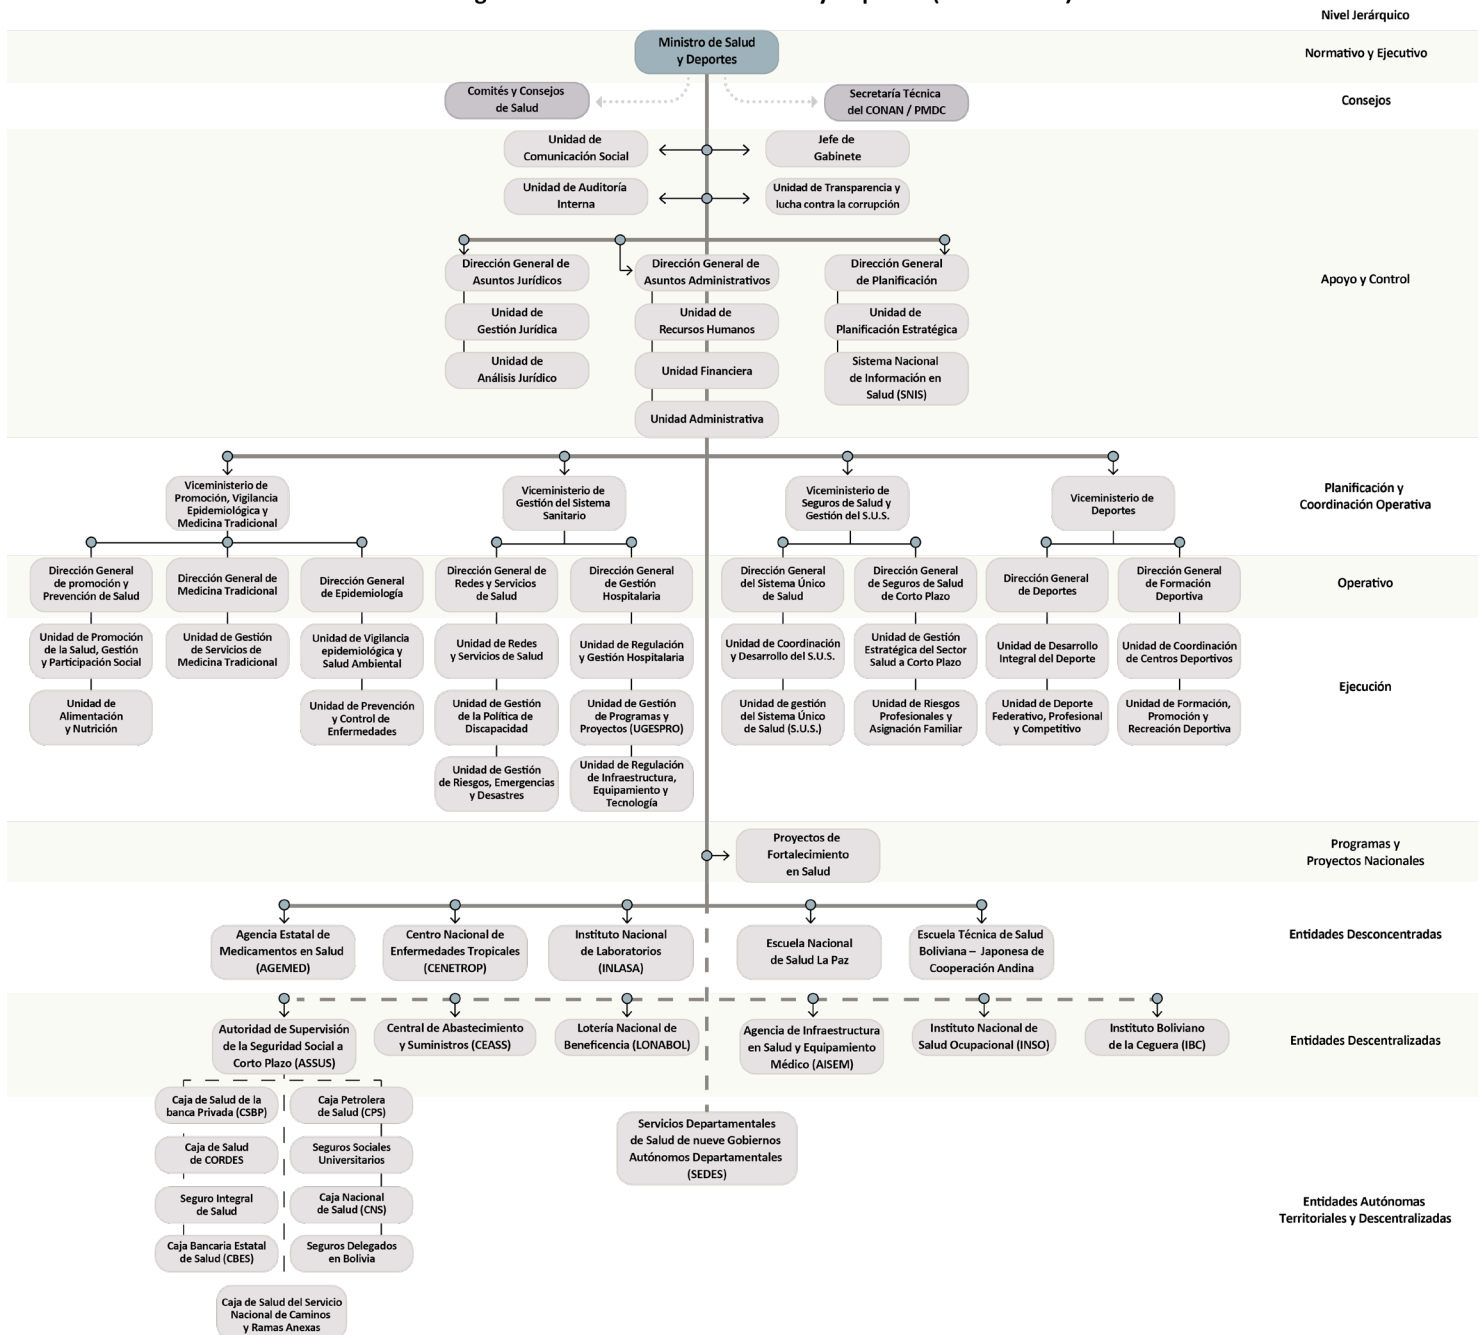 Nivel Jerárquico
Ministro de Salud
y Deportes
Normativo y Ejecutivo
Comités y Consejos
de Salud
Secretaría Técnica
del CONAN / PMDC
Consejos
Unidad de
Comunicación Social
Jefe de
Gabinete
Unidad de Auditoría
Interna
Unidad de Transparencia y
lucha contra la corrupción
Dirección General de
Asuntos Jurídicos
Dirección General de
Asuntos Administrativos
Dirección General
de Planificación
Apoyo y Control
Unidad de
Gestión Jurídica
Unidad de
Recursos Humanos
Unidad de
Planificación Estratégica
Unidad de
Análisis Jurídico
Unidad Financiera
Sistema Nacional
de Información en
Salud (SNIS)
Unidad Administrativa
Viceministerio de
Promoción, Vigilancia
Epidemiológica y
Medicina Tradicional
Viceministerio de
Gestión del Sistema
Sanitario
Viceministerio de
Seguros de Salud y
Gestión del S.U.S.
Viceministerio de
Deportes
Planificación y
Coordinación Operativa
Dirección General
de promoción y
Prevención de Salud
Dirección General de
Medicina Tradicional
Dirección General
de Epidemiología
Dirección General de
Redes y Servicios
de Salud
Dirección General
de Gestión
Hospitalaria
Dirección General
del Sistema Único
de Salud
Dirección General
de Seguros de Salud
de Corto Plazo
Dirección General
de Deportes
Dirección General
de Formación
Deportiva
Operativo
Unidad de Promoción
de la Salud, Gestión
y Participación Social
Unidad de Gestión
de Servicios de
Medicina Tradicional
Unidad de Vigilancia
epidemiológica y
Salud Ambiental
Unidad de Redes
y Servicios de Salud
Unidad de Regulación
y Gestión Hospitalaria
Unidad de Coordinación
y Desarrollo del S.U.S.
Unidad de Gestión
Estratégica del Sector
Salud a Corto Plazo
Unidad de Desarrollo
Integral del Deporte
Unidad de Coordinación
de Centros Deportivos
Ejecución
Unidad de
Alimentación
y Nutrición
Unidad de Prevención
y Control de
Enfermedades
Unidad de Gestión
de la Política de
Discapacidad
Unidad de Gestión
de Programas y
Proyectos (UGESPRO)
Unidad de gestión
del Sistema Único
de Salud (S.U.S.)
Unidad de Riesgos
Profesionales y
Asignación Familiar
Unidad de Deporte
Federativo, Profesional
y Competitivo
Unidad de Formación,
Promoción y
Recreación Deportiva
Unidad de Gestión
de Riesgos, Emergencias
y Desastres
Unidad de Regulación
de Infraestructura,
Equipamiento y
Tecnología
Proyectos de
Fortalecimiento
en Salud
Programas y
Proyectos Nacionales
Agencia Estatal de
Medicamentos en Salud
(AGEMED)
Centro Nacional de
Enfermedades Tropicales
(CENETROP)
Instituto Nacional
de Laboratorios
(INLASA)
Escuela Nacional
de Salud La Paz
Escuela Técnica de Salud
Boliviana – Japonesa de
Cooperación Andina
Entidades Desconcentradas
Autoridad de Supervisión
de la Seguridad Social a
Corto Plazo (ASSUS)
Central de Abastecimiento
y Suministros (CEASS)
Lotería Nacional de
Beneficencia (LONABOL)
Agencia de Infraestructura
en Salud y Equipamiento
Médico (AISEM)
Instituto Nacional de
Salud Ocupacional (INSO)
Instituto Boliviano
de la Ceguera (IBC)
Entidades Descentralizadas
Caja de Salud de la
banca Privada (CSBP)
Caja Petrolera
de Salud (CPS)
Servicios Departamentales
de Salud de nueve Gobiernos
Autónomos Departamentales
(SEDES)
Caja de Salud
de CORDES
Seguros Sociales
Universitarios
Seguro Integral
de Salud
Caja Nacional
de Salud (CNS)
Entidades Autónomas
Territoriales y Descentralizadas
Caja Bancaria Estatal
de Salud (CBES)
Seguros Delegados
en Bolivia
Caja de Salud del Servicio
Nacional de Caminos
y Ramas Anexas